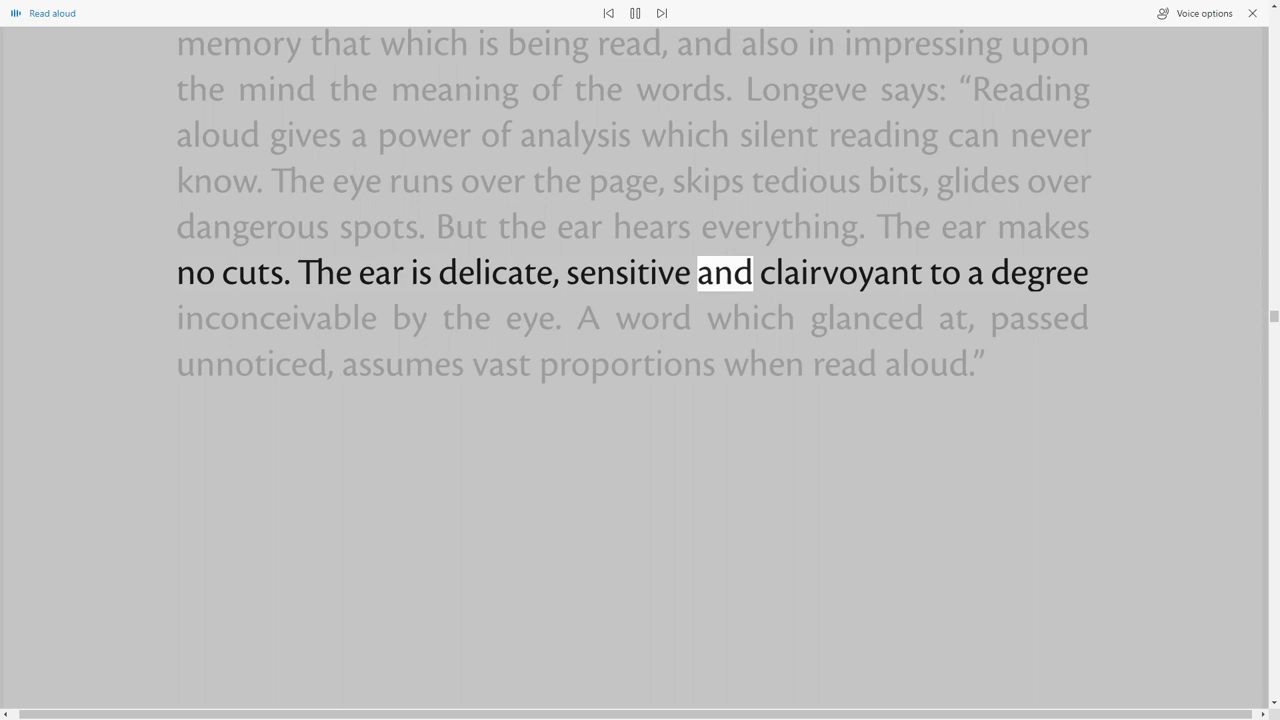 Read aloud
Voice options
memory that which is being read, and also in impressing upon
the mind the meaning of the words. Longeve says: “Reading
aloud gives a power of analysis which silent reading can never
know. The eye runs over the page, skips tedious bits, glides over
dangerous spots. But the ear hears everything. The ear makes
no cuts. The ear is delicate, sensitive and clairvoyant to a degree
inconceivable by the eye. A word which glanced at, passed
unnoticed, assumes vast proportions when read aloud.”